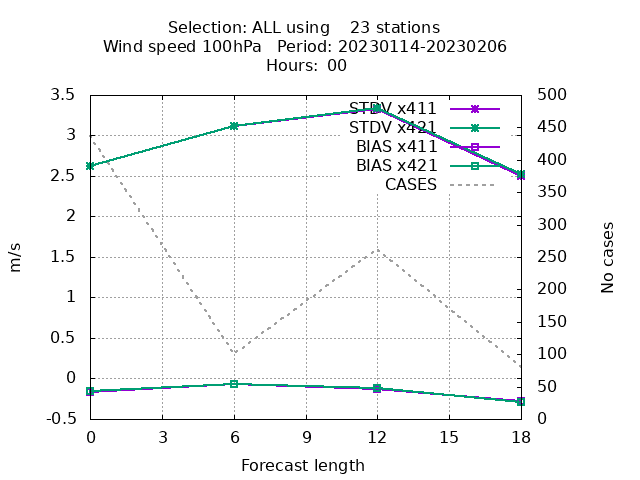 Selection: ALL using    23 stations
Wind speed 100hPa   Period: 20230114-20230206
Hours:  00
STDV x411
STDV x421
BIAS x411
BIAS x421
CASES
3.5
3
2.5
2
1.5
1
0.5
0
-0.5
m/s
500
450
400
350
300
250
200
150
100
50
0
No cases
0 3 6 9 12 15 18
Forecast length